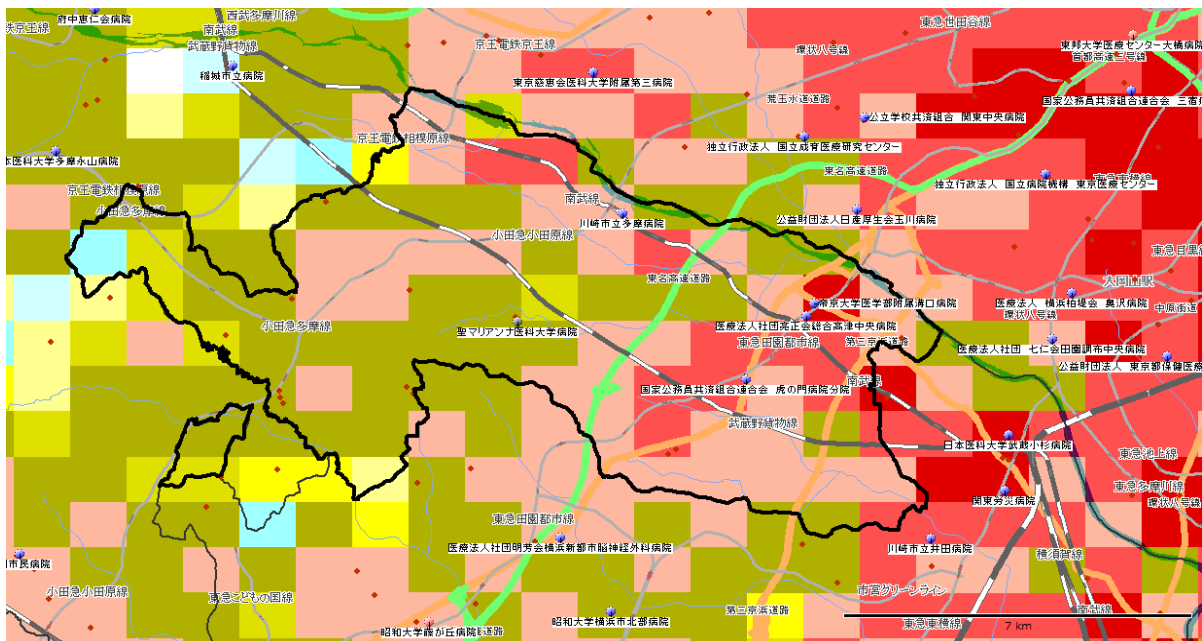 府中恵仁会病院
西武多摩川線
東急世田谷線
京王線
南武線
京王電鉄京王線
環状八号線
東邦大学医療センター大橋病院
武蔵野貨物線
首都高速三号線
稲城市立病院
東京慈恵会医科大学附属第三病院
国家公務員共済組合連合会 三宿病
荒玉水道道路
公立学校共済組合 関東中央病院
京王電鉄相模原線
独立行政法人 国立成育医療研究センター
本医科大学多摩永山病院
東名高速道路
東急東横線
独立行政法人 国立病院機構 東京医療センター
京王電鉄相模原線
小田急多摩線
南武線
川崎市立多摩病院
公益財団法人日産厚生会玉川病院
小田急小田原線
東急目黒線
東名高速道路
大岡山駅
帝京大学医学部附属溝口病院
医療法人 横浜柏堤会 奥沢病院
中原街道
小田急多摩線
聖マリアンナ医科大学病院
医療法人社団亮正会総合高津中央病院
環状八号線
東急田園都市線
第三京浜道路
医療法人社団 七仁会田園調布中央病院
公益財団法人 東京都保健医療
国家公務員共済組合連合会 虎の門病院分院
南武線
武蔵野貨物線
日本医科大学武蔵小杉病院
東急池上線
東急多摩川線
関東労災病院
環状八号線
東急田園都市線
医療法人社団明芳会横浜新都市脳神経外科病院
川崎市立井田病院
横須賀線
市民病院
小田急小田原線
東急こどもの国線
市営グリーンライン
昭和大学横浜市北部病院
第三京浜道路
南武線
昭和大学藤が丘病院
道路
東急東横線
7 km